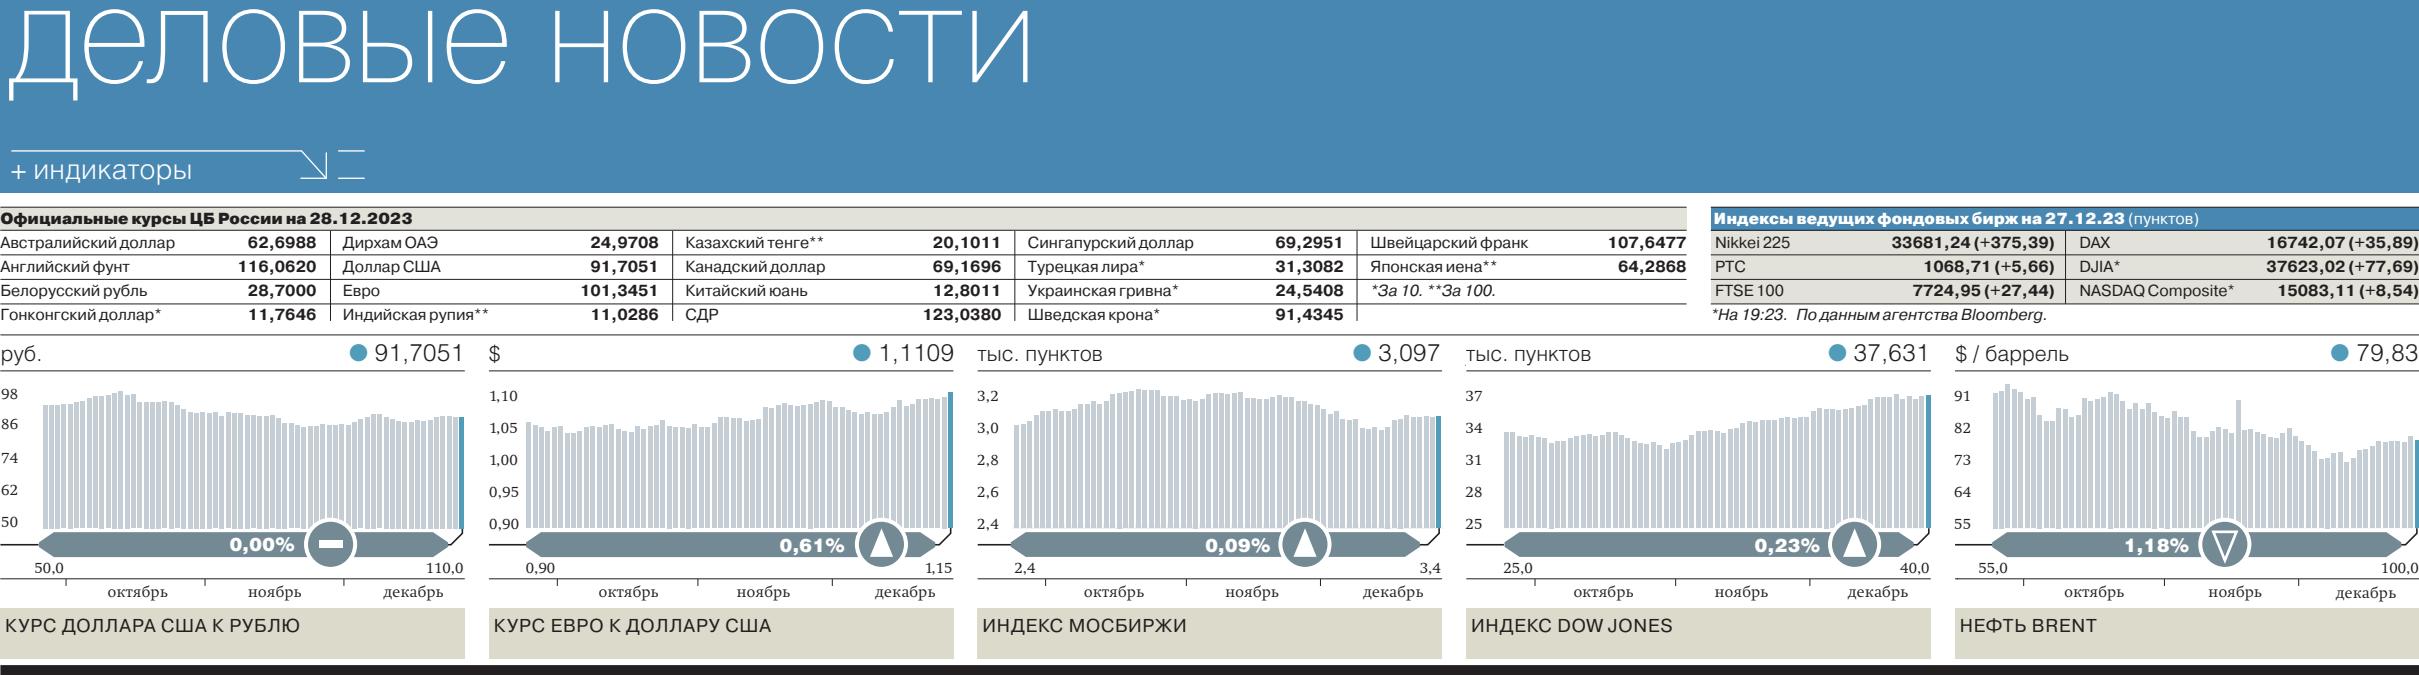 деловые новости
+ индикаторы
Официальные курсы ЦБ России на 28.12.2023
Австралийский доллар 62,6988 Дирхам ОАЭ 24,9708 Казахский тенге** 20,1011 Сингапурский доллар 69,2951 Швейцарский франк 107,6477
Английский фунт 116,0620 Доллар США 91,7051 Канадский доллар 69,1696 Турецкая лира* 31,3082 Японская иена** 64,2868
Белорусский рубль 28,7000 Евро 101,3451 Китайский юань 12,8011 Украинская гривна* 24,5408 *За 10. **За 100.
Гонконгский доллар* 11,7646 Индийская рупия** 11,0286 СДР 123,0380 Шведская крона* 91,4345
Индексы ведущих фондовых бирж на 27.12.23 (пунктов)
Nikkei 225 33681,24 (+375,39) DAX 16742,07 (+35,89)
РТС 1068,71 (+5,66) DJIA* 37623,02 (+77,69)
FTSE 100 7724,95 (+27,44) NASDAQ Composite* 15083,11 (+8,54)
*На 19:23. По данным агентства Bloomberg.
руб. 91,7051
98
86
74
62
50
0,00%
50,0 110,0
октябрь ноябрь декабрь
КУРС ДОЛЛАРА США К РУБЛЮ
$ 1,1109
1,10
1,05
1,00
0,95
0,90
0,61%
0,90 1,15
октябрь ноябрь декабрь
КУРС ЕВРО К ДОЛЛАРУ США
тыс. пунктов 3,097
3,2
3,0
2,8
2,6
2,4
0,09%
2,4 3,4
октябрь ноябрь декабрь
ИНДЕКС МОСБИРЖИ
тыс. пунктов 37,631
37
34
31
28
25
0,23%
25,0 40,0
октябрь ноябрь декабрь
ИНДЕКС DOW JONES
$ / баррель 79,83
91
82
73
64
55
1,18%
55,0 100,0
октябрь ноябрь декабрь
НЕФТЬ BRENT